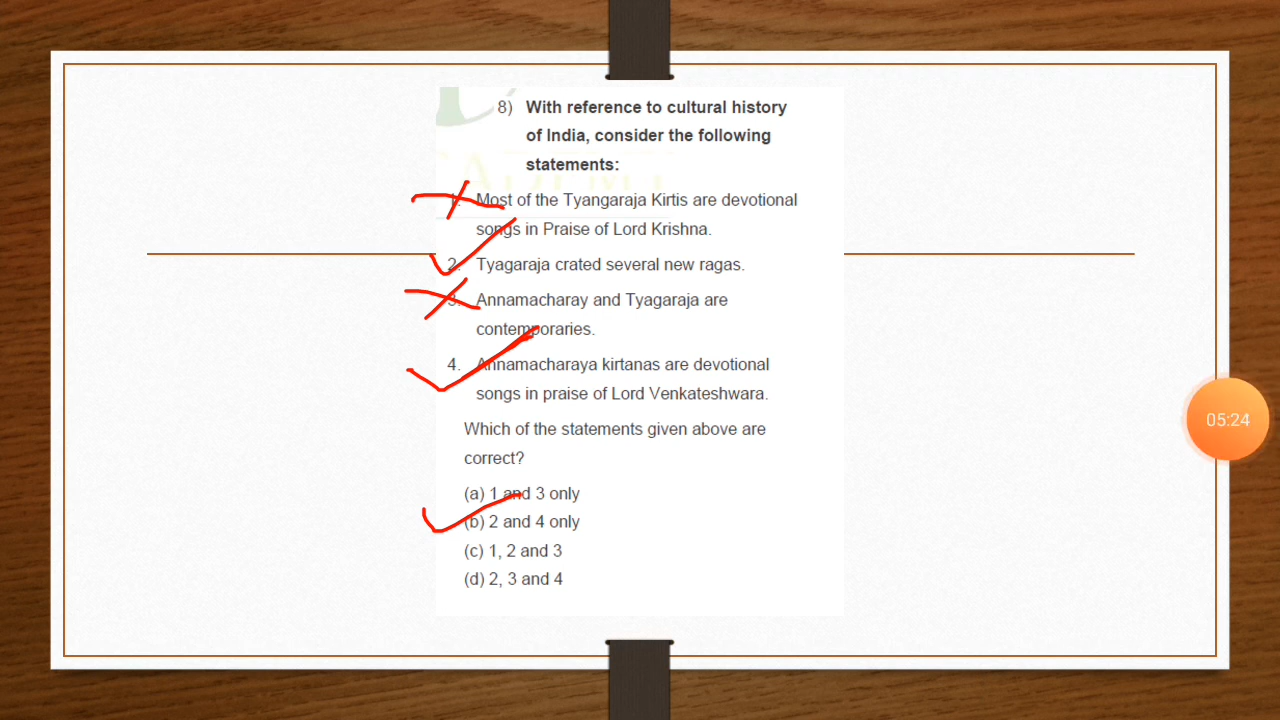 8) With reference to cultural history
of India, consider the following
statements:
1. Most of the Tyangaraja Kirtis are devotional
songs in Praise of Lord Krishna.
2. Tyagaraja crated several new ragas.
3. Annamacharay and Tyagaraja are
contemporaries.
4. Annamacharaya kirtanas are devotional
songs in praise of Lord Venkateshwara.
Which of the statements given above are
correct?
(a) 1 and 3 only
(b) 2 and 4 only
(c) 1, 2 and 3
(d) 2, 3 and 4
05:24